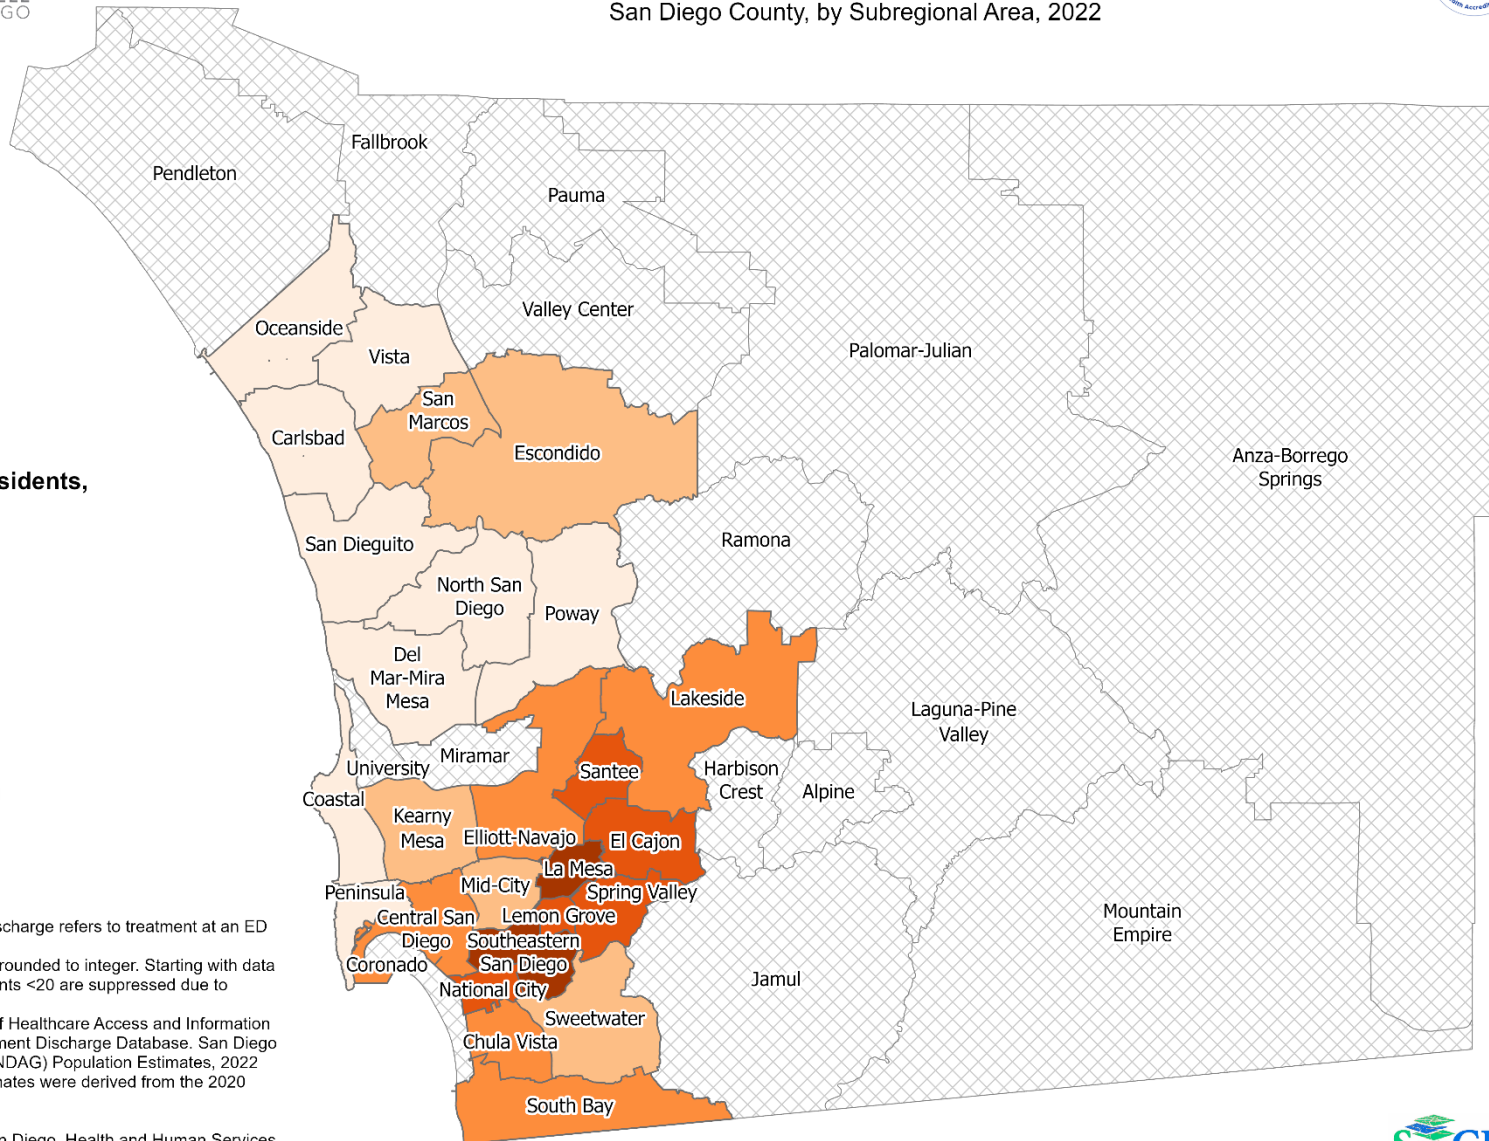 GO
San Diego County, by Subregional Area, 2022
Fallbrook
Pendleton
Pauma
Valley Center
Oceanside
Vista
Palomar-Julian
San
Marcos
Carlsbad
Escondido
Anza-Borrego
Springs
sidents,
San Dieguito
Ramona
North San
Diego
Poway
Del
Mar-Mira
Mesa
Lakeside
Laguna-Pine
Valley
Miramar
University
Santee
Harbison
Crest
Alpine
Coastal
Kearny
Mesa
Elliott-Navajo
El Cajon
La Mesa
Peninsula
Mid-City
Spring Valley
Central San
Diego
Lemon Grove
Southeastern
San Diego
Coronado
National City
Mountain
Empire
Jamul
Sweetwater
Chula Vista
South Bay
scharge refers to treatment at an ED
rounded to integer. Starting with data
nts <20 are suppressed due to
f Healthcare Access and Information
ment Discharge Database. San Diego
NDAG) Population Estimates, 2022
nates were derived from the 2020
n Diego, Health and Human Services